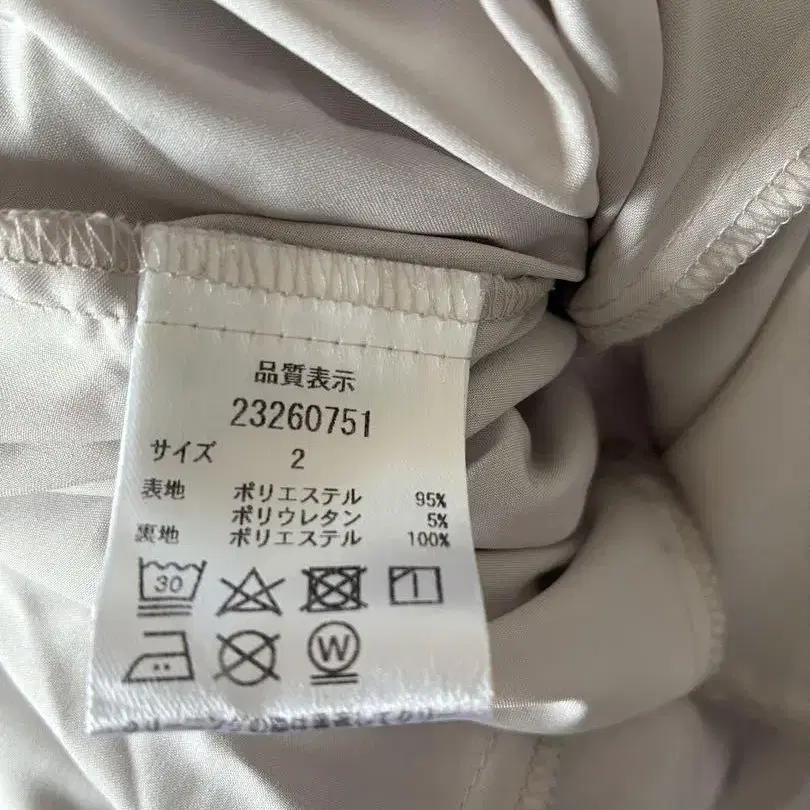 品質表示
23260751
サイズ 2
表地 ポリエステル 95%
ポリウレタン 5%
裏地 ポリエステル 100%
30
W